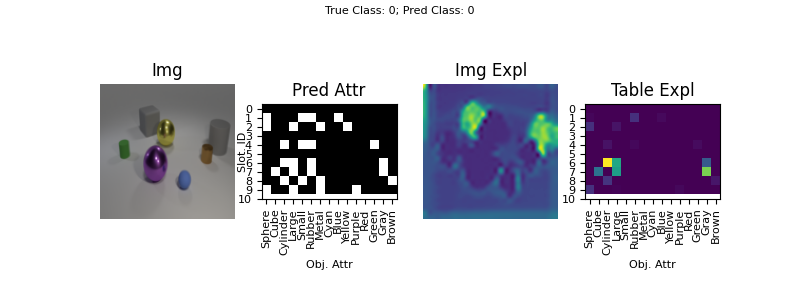 True Class: 0; Pred Class: 0
Img
Pred Attr
Img Expl
Table Expl
Slot. ID
0
1
2
3
4
5
6
7
8
9
10
Sphere
Cube
Cylinder
Large
Small
Rubber
Metal
Cyan
Blue
Yellow
Purple
Red
Green
Gray
Brown
Obj. Attr
0
1
2
3
4
5
6
7
8
9
10
Sphere
Cube
Cylinder
Large
Small
Rubber
Metal
Cyan
Blue
Yellow
Purple
Red
Green
Gray
Brown
Obj. Attr